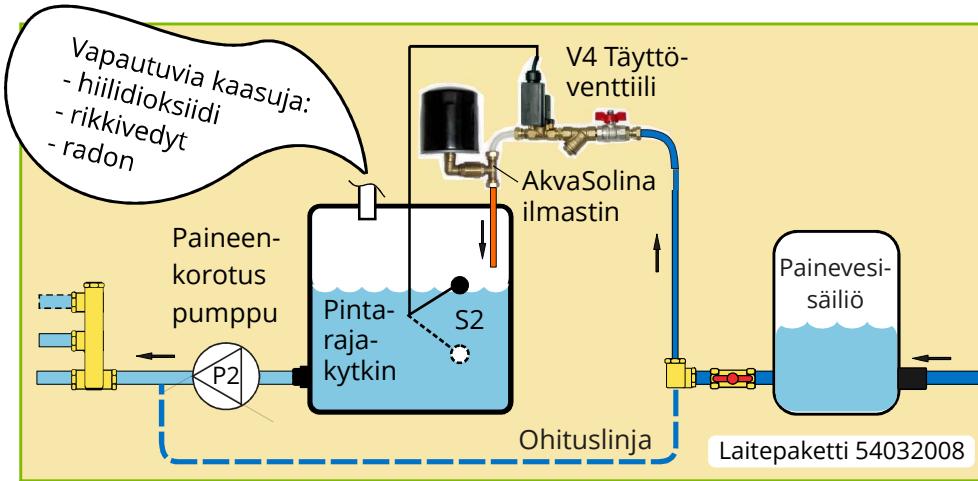 Vapautuvia kaasuja:
- hiilidioksiidi
- rikkivedyt
- radon
V4 Täyttö-
venttiili
AkvaSolina
ilmastin
Paineen-
korotus
pumppu
Pinta-
raja-
kytkin
S2
P2
Painevesi-
säiliö
Ohituslinja
Laitepaketti 54032008